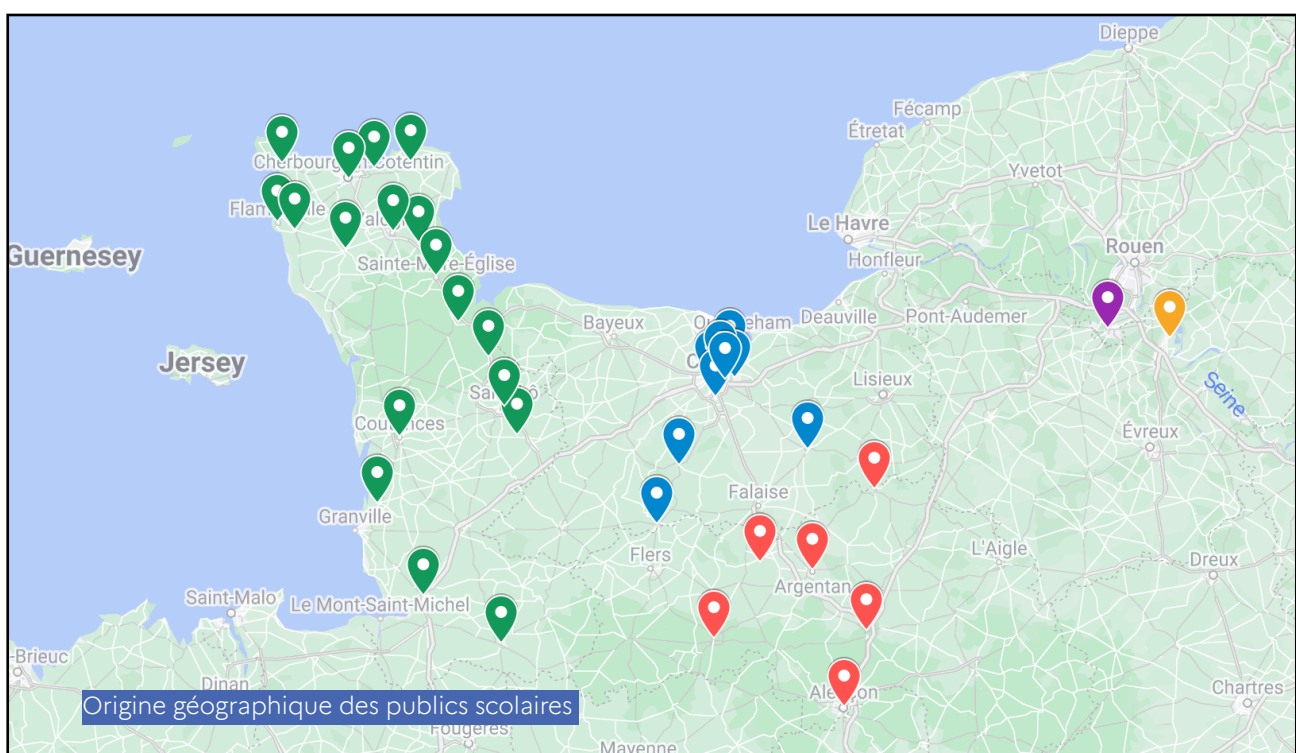 Dieppe
Fécamp
Étretat
Yvetot
Cherbourg-en-Cotentin
Le Havre
Rouen
Guernesey
Honfleur
Sainte-Mère-Église
Bayeux
Deauville
Pont-Audemer
Jersey
Lisieux
Seine
Évreux
Falaise
Granville
Flers
L'Aigle
Dreux
Argentan
Saint-Malo
Le Mont-Saint-Michel
-Brieuc
Dinan
Chartres
Origine géographique des publics scolaires
Fougères
Mayenne